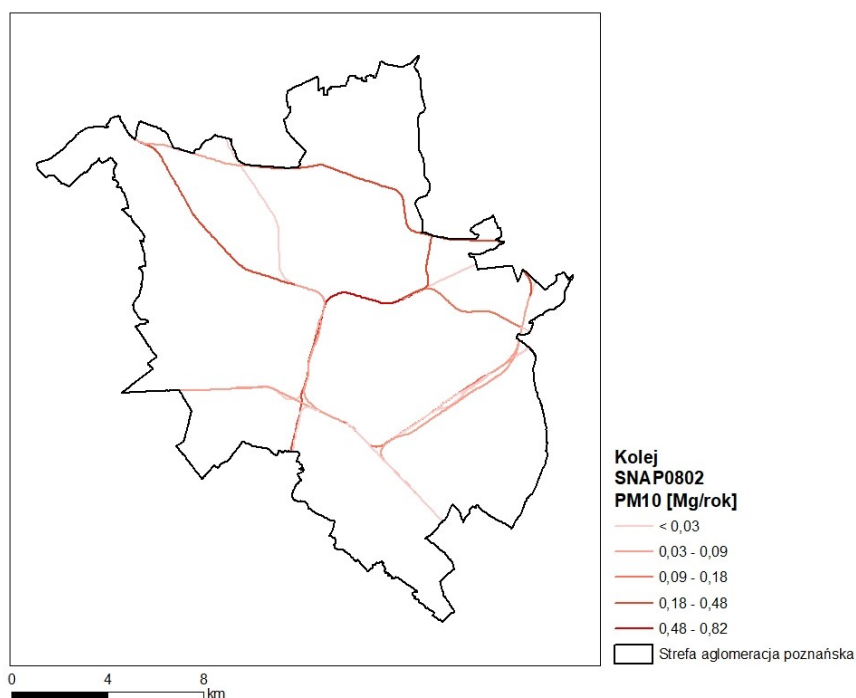 Kolej
SNAP0802
PM10 [Mg/rok]
< 0,03
0,03 - 0,09
0,09 - 0,18
0,18 - 0,48
0,48 - 0,82
Strefa aglomeracja poznańska
0 4 8
km